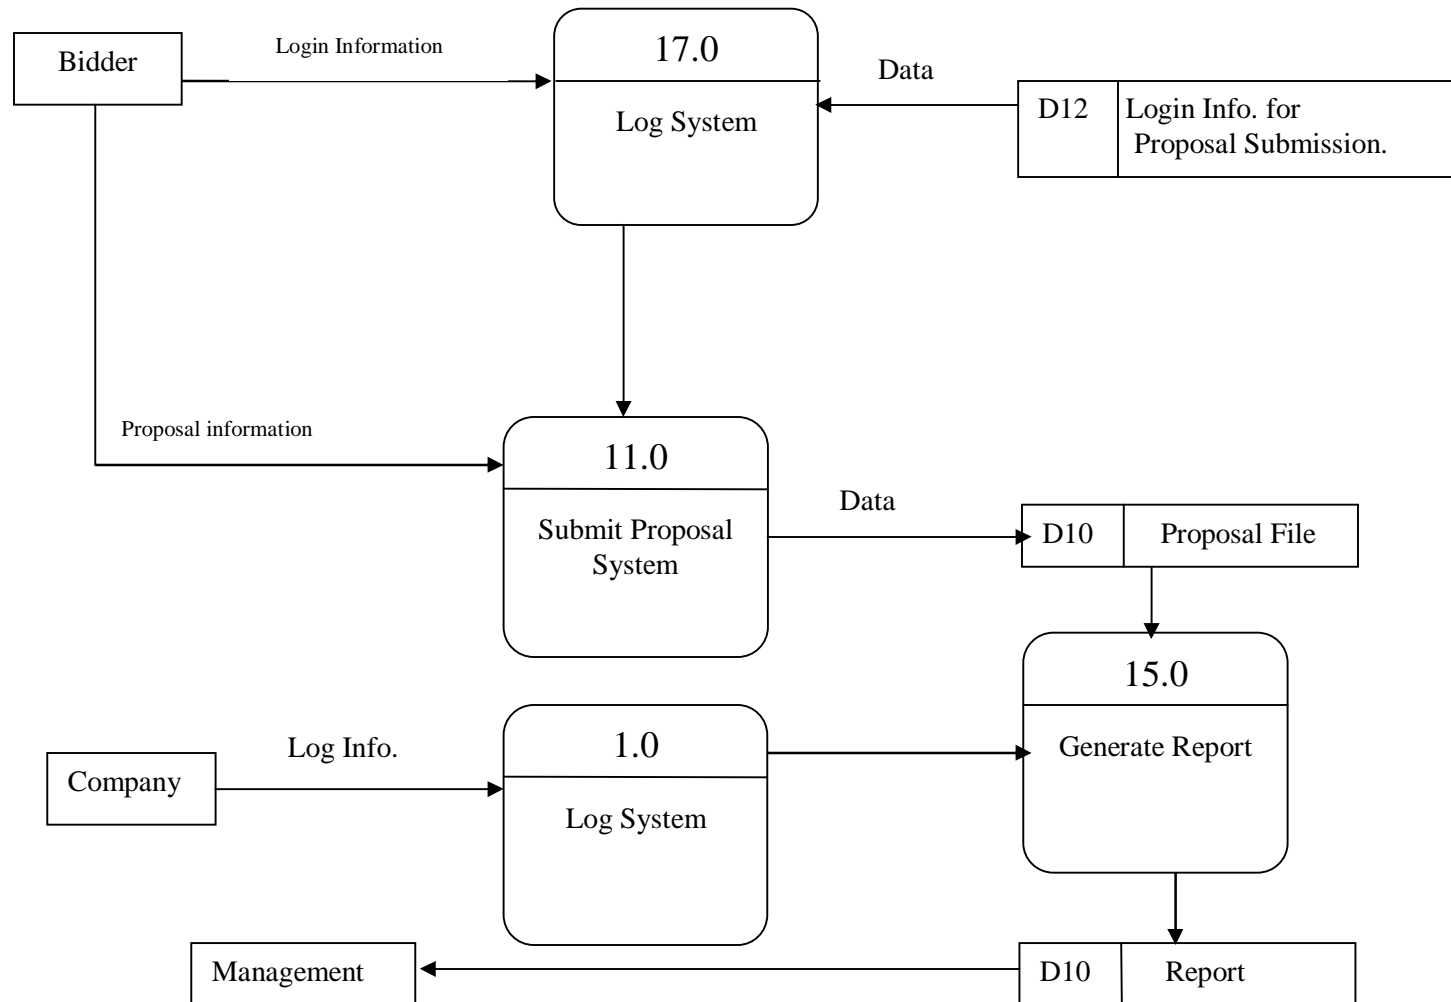 Bidder
Login Information
17.0
Log System
Data
D12
Login Info. for
Proposal Submission.
Proposal information
11.0
Submit Proposal
System
Data
D10
Proposal File
15.0
Generate Report
Company
Log Info.
1.0
Log System
Management
D10
Report